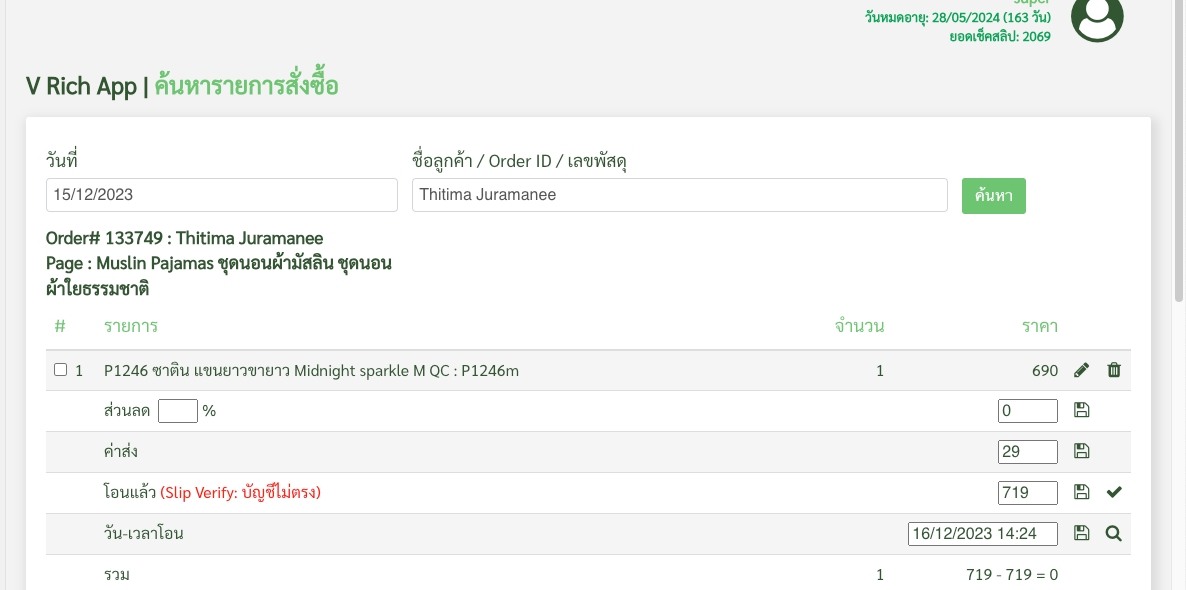 super
วันหมดอายุ: 28/05/2024 (163 วัน)
ยอดเช็คสลิป: 2069
V Rich App | ค้นหารายการสั่งซื้อ
วันที่ ชื่อลูกค้า / Order ID / เลขพัสดุ
15/12/2023 Thitima Juramanee ค้นหา
Order# 133749 : Thitima Juramanee
Page : Muslin Pajamas ชุดนอนผ้ามัสลิน ชุดนอน
ผ้าใยธรรมชาติ
# รายการ จำนวน ราคา
1 P1246 ซาติน แขนยาวขายาว Midnight sparkle M QC : P1246m 1 690
ส่วนลด % 0
ค่าส่ง 29
โอนแล้ว (Slip Verify: บัญชีไม่ตรง) 719
วัน-เวลาโอน 16/12/2023 14:24
รวม 1 719 - 719 = 0